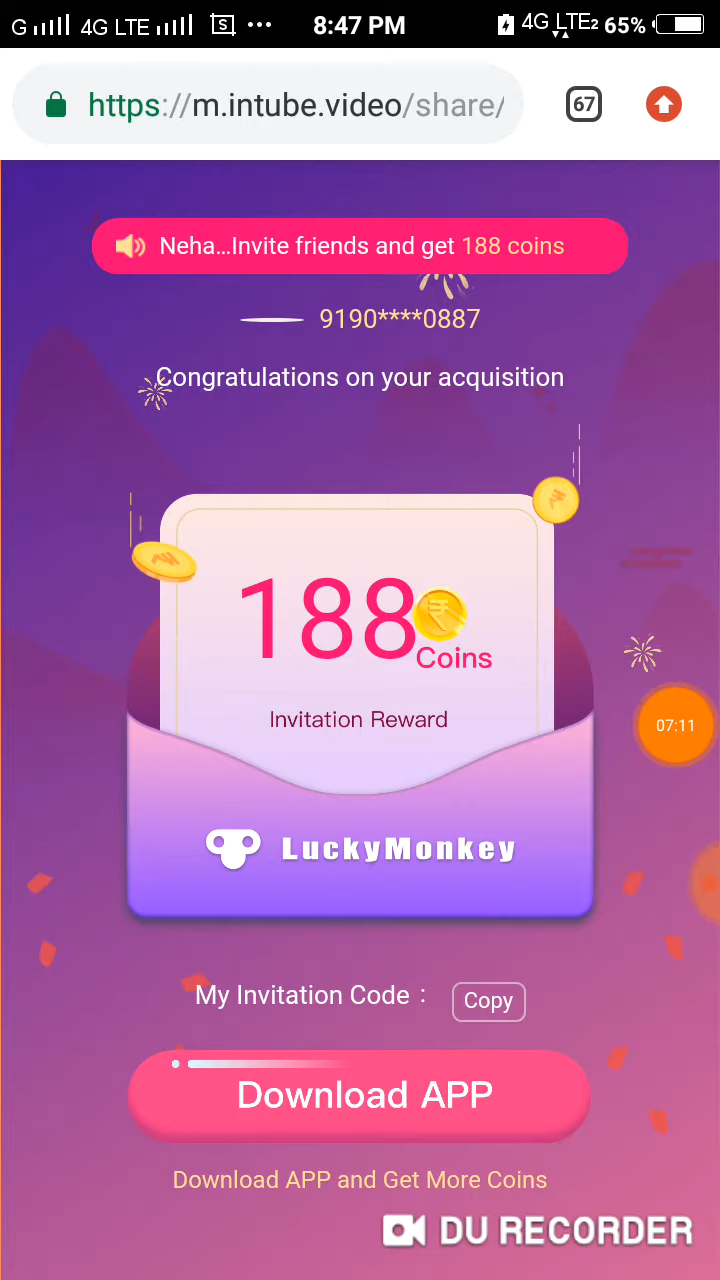 G 4G LTE S ••• 8:47 PM 4G LTE2 65%
https://m.intube.video/share/ 67
Neha...Invite friends and get 188 coins
9190****0887
Congratulations on your acquisition
188 Coins
Invitation Reward
07:11
LuckyMonkey
My Invitation Code : Copy
Download APP
Download APP and Get More Coins
DU RECORDER